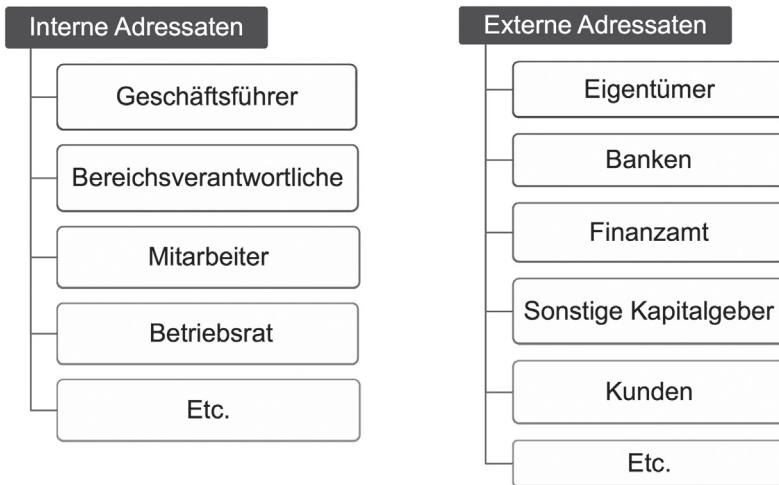 Interne Adressaten
Geschäftsführer
Bereichsverantwortliche
Mitarbeiter
Betriebsrat
Etc.
Externe Adressaten
Eigentümer
Banken
Finanzamt
Sonstige Kapitalgeber
Kunden
Etc.